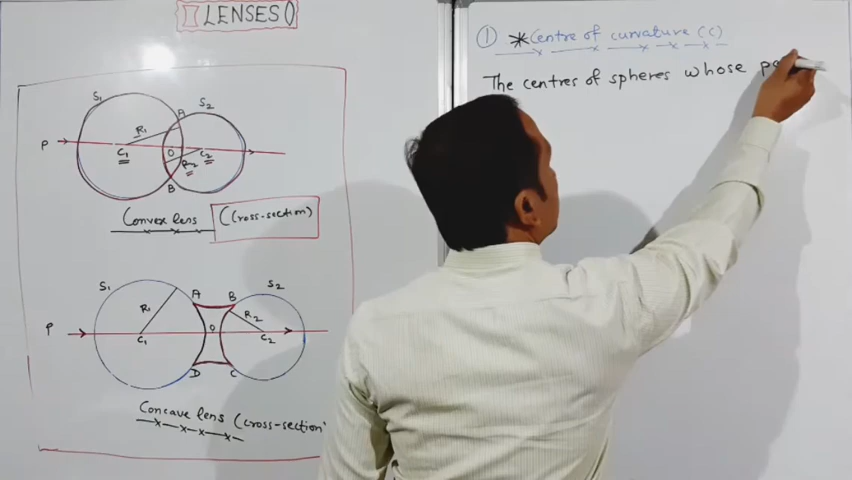 LENSES
S1
A
S2
R1
P
C1
O
C2
R2
B
Convex lens (Cross-section)
S1
A
B
S2
R1
R2
P
O
C1
C2
D
C
Concave lens (cross-section)
① *Centre of curvature (C)
The centres of spheres whose